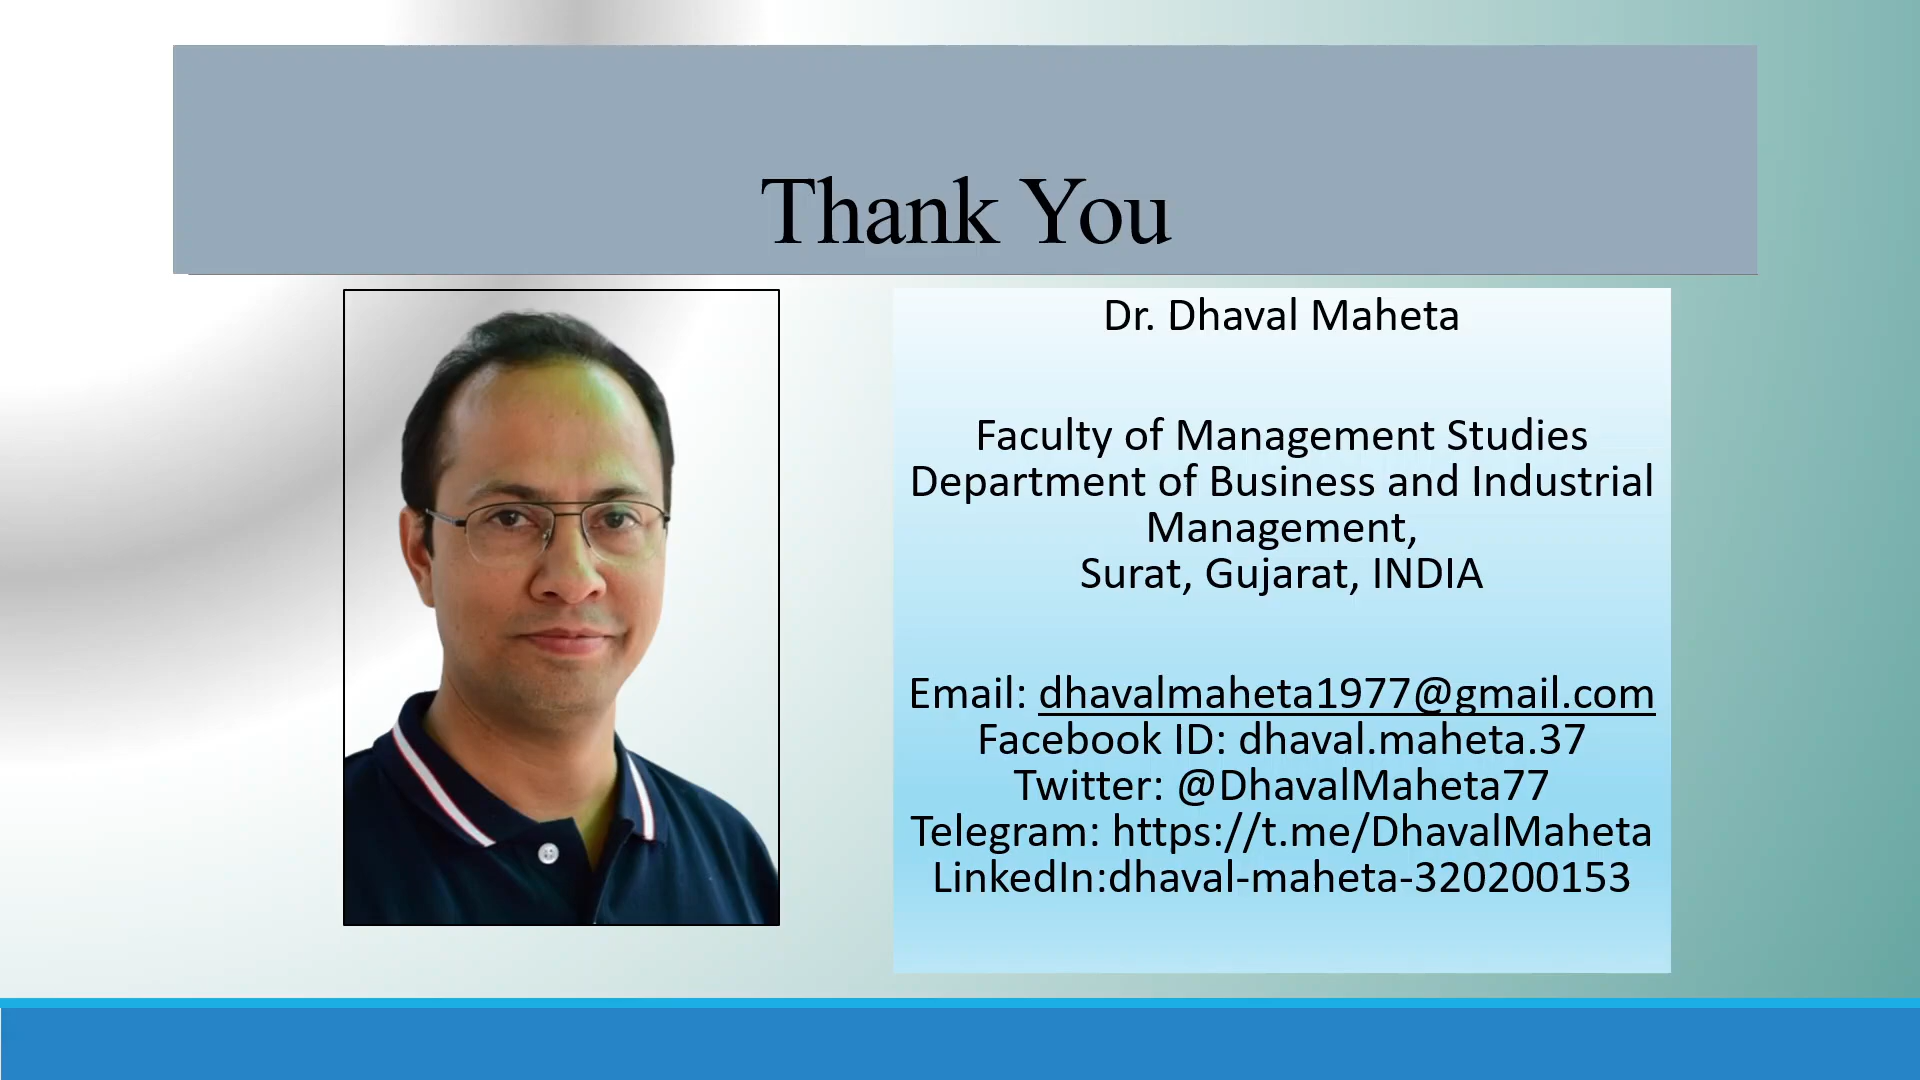 Thank You
Dr. Dhaval Maheta
Faculty of Management Studies
Department of Business and Industrial
Management,
Surat, Gujarat, INDIA
Email: dhavalmaheta1977@gmail.com
Facebook ID: dhaval.maheta.37
Twitter: @DhavalMaheta77
Telegram: https://t.me/DhavalMaheta
LinkedIn:dhaval-maheta-320200153